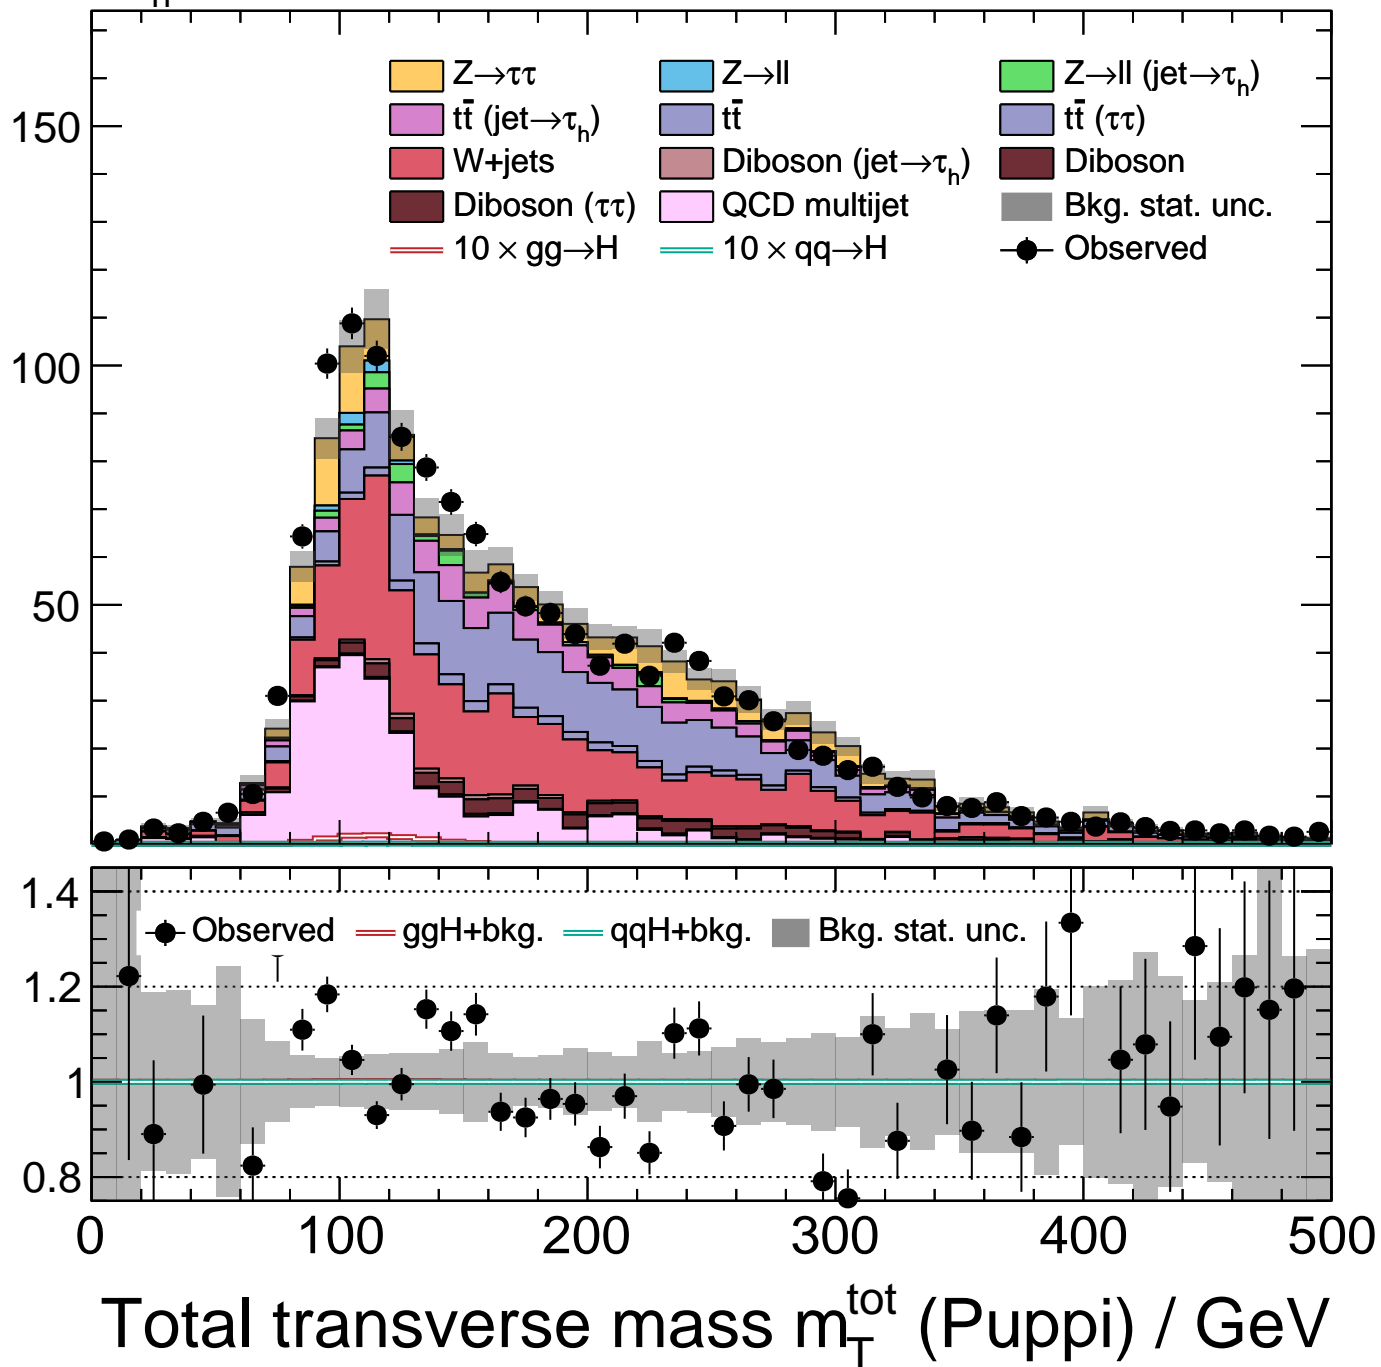 h
Z→ττ Z→ll Z→ll (jet→τh)
tt̄ (jet→τh) tt̄ tt̄ (ττ)
W+jets Diboson (jet→τh) Diboson
Diboson (ττ) QCD multijet Bkg. stat. unc.
10 × gg→H 10 × qq→H Observed
150
100
50
Observed ggH+bkg. qqH+bkg. Bkg. stat. unc.
1.4
1.2
1
0.8
0 100 200 300 400 500
Total transverse mass m_T^tot (Puppi) / GeV